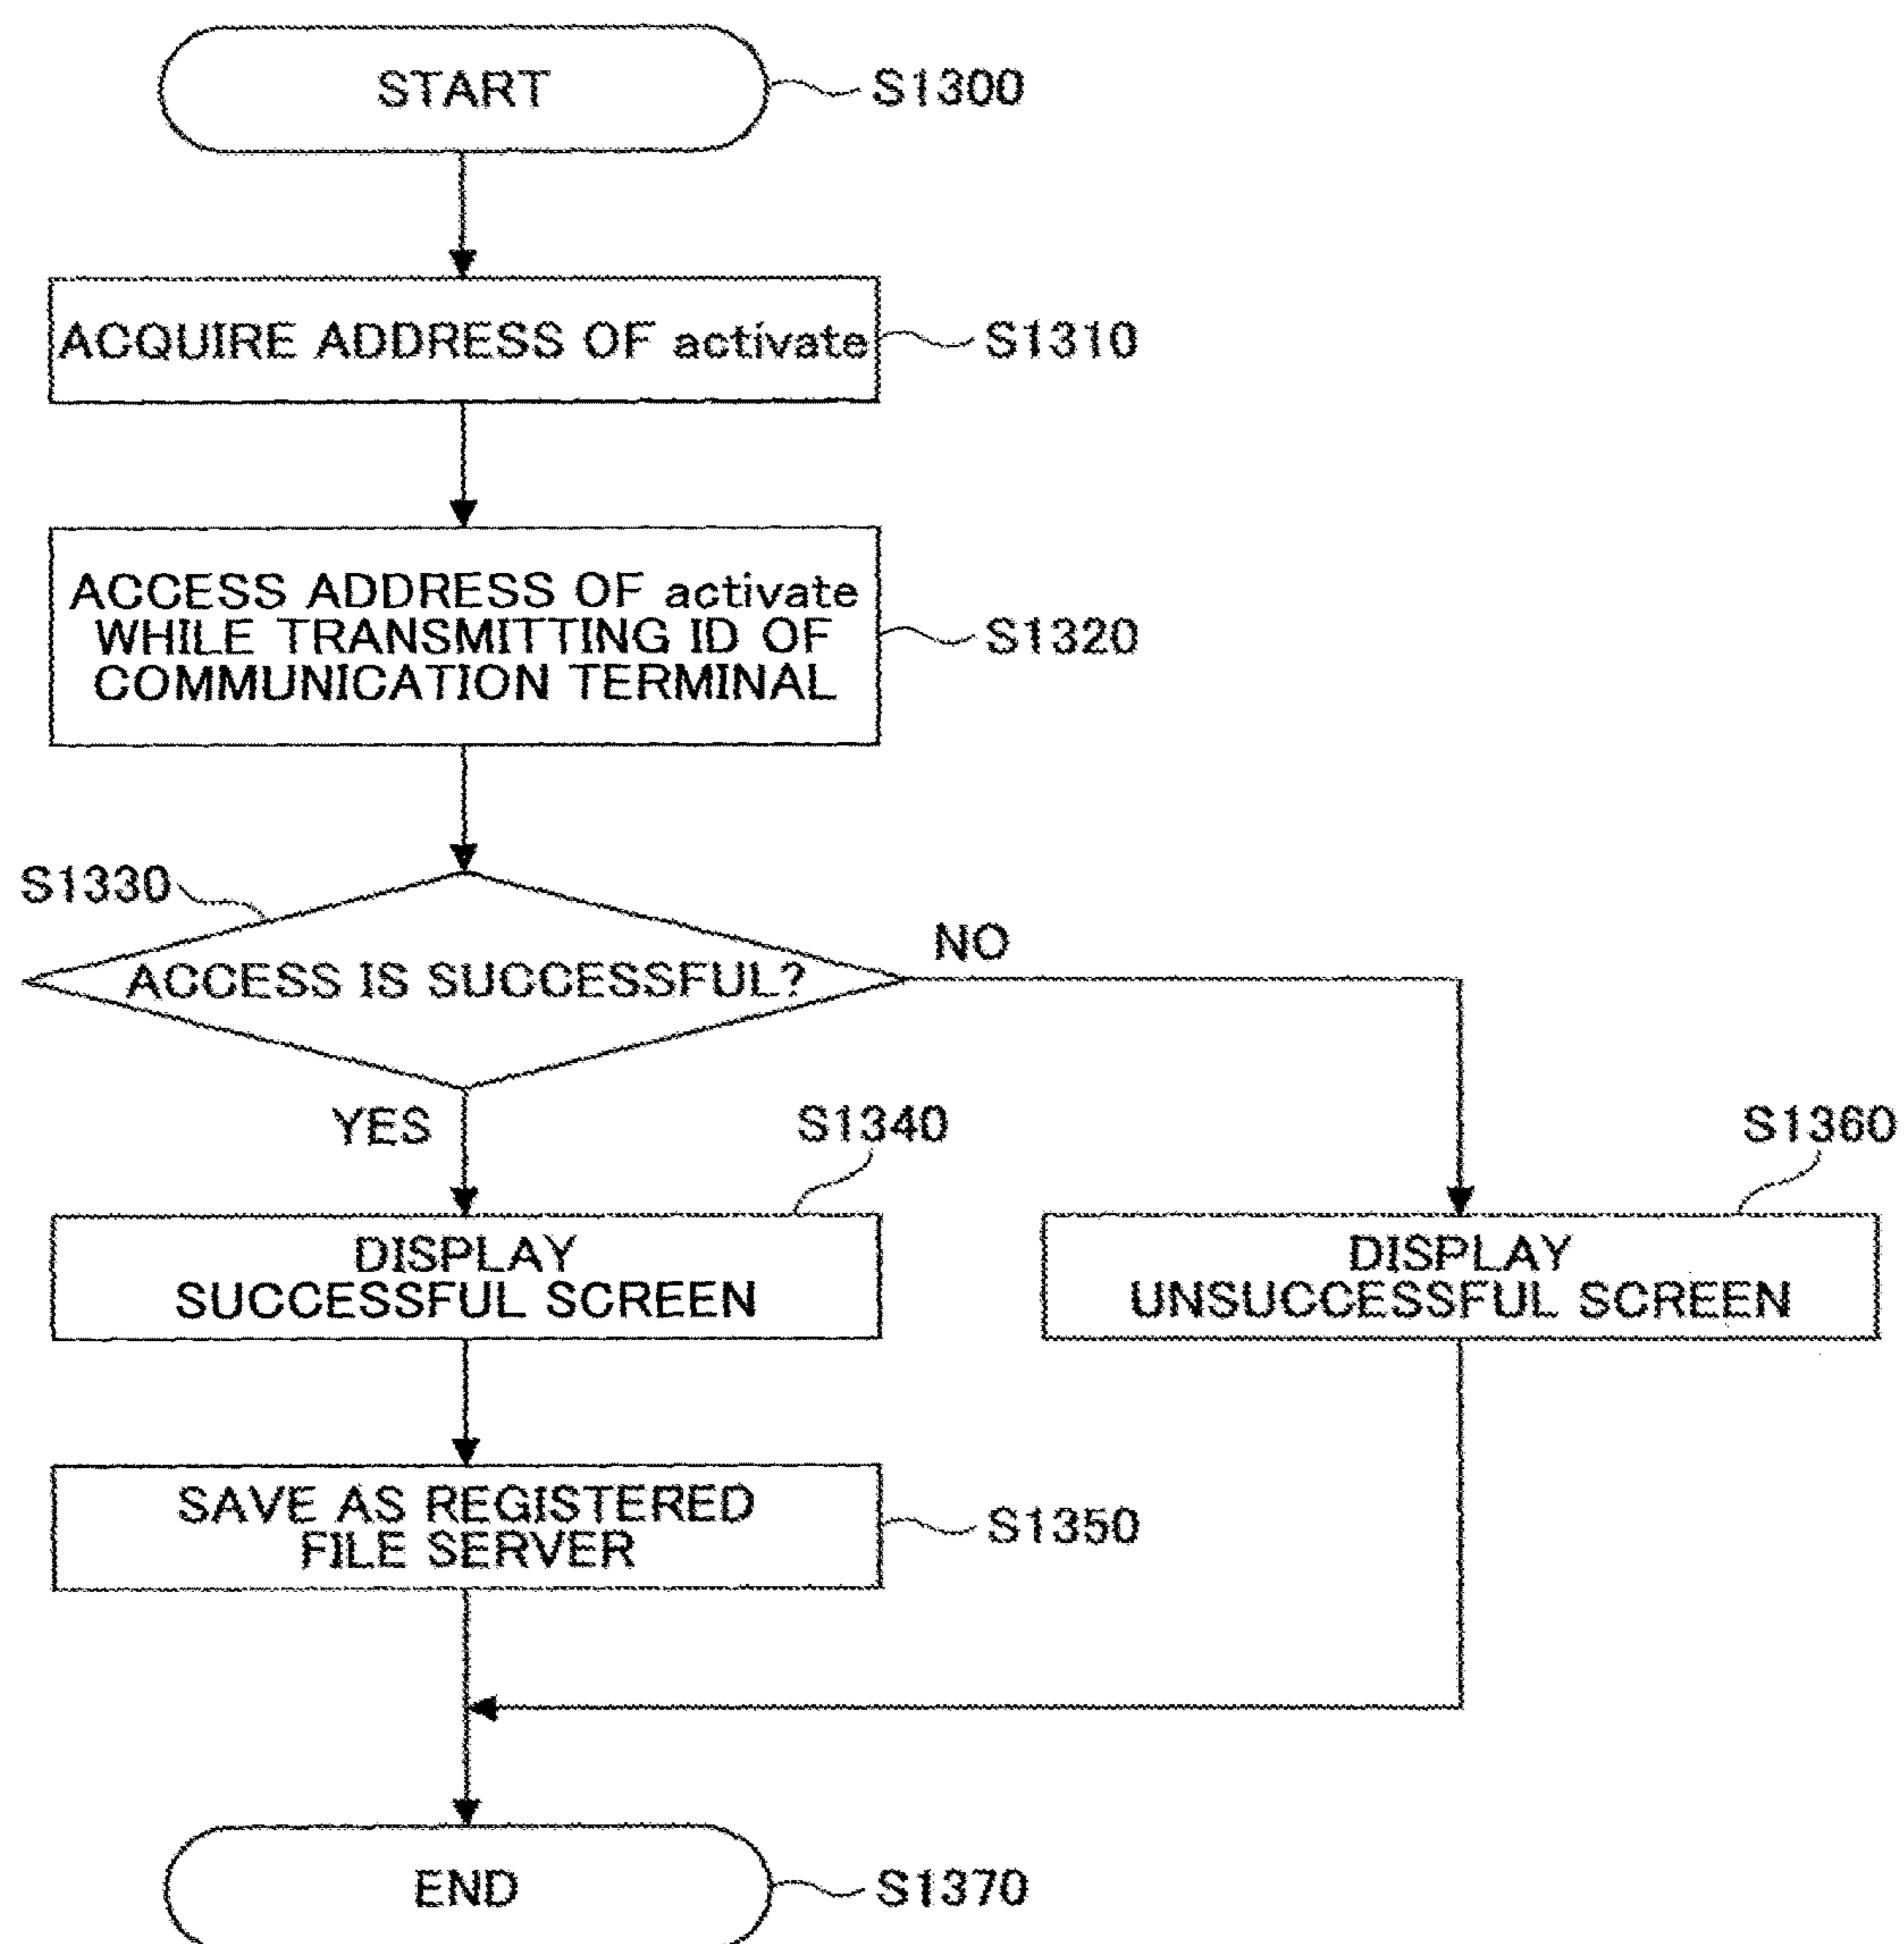 START
S1300
ACQUIRE ADDRESS OF activate
S1310
ACCESS ADDRESS OF activate
WHILE TRANSMITTING ID OF
COMMUNICATION TERMINAL
S1320
S1330
ACCESS IS SUCCESSFUL?
NO
YES
S1340
DISPLAY
SUCCESSFUL SCREEN
S1360
DISPLAY
UNSUCCESSFUL SCREEN
SAVE AS REGISTERED
FILE SERVER
S1350
END
S1370